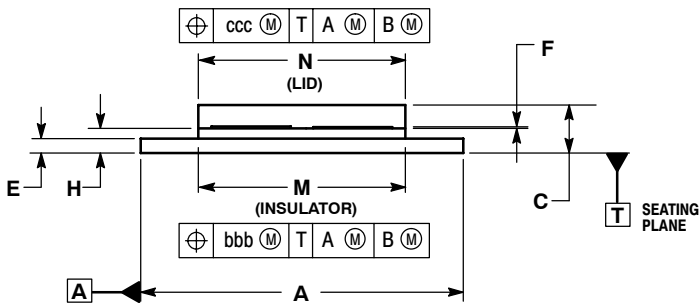 ⌖ ccc Ⓜ T A Ⓜ B Ⓜ
N
(LID)
F
E
H
M
(INSULATOR)
C
T SEATING
PLANE
⌖ bbb Ⓜ T A Ⓜ B Ⓜ
A
A